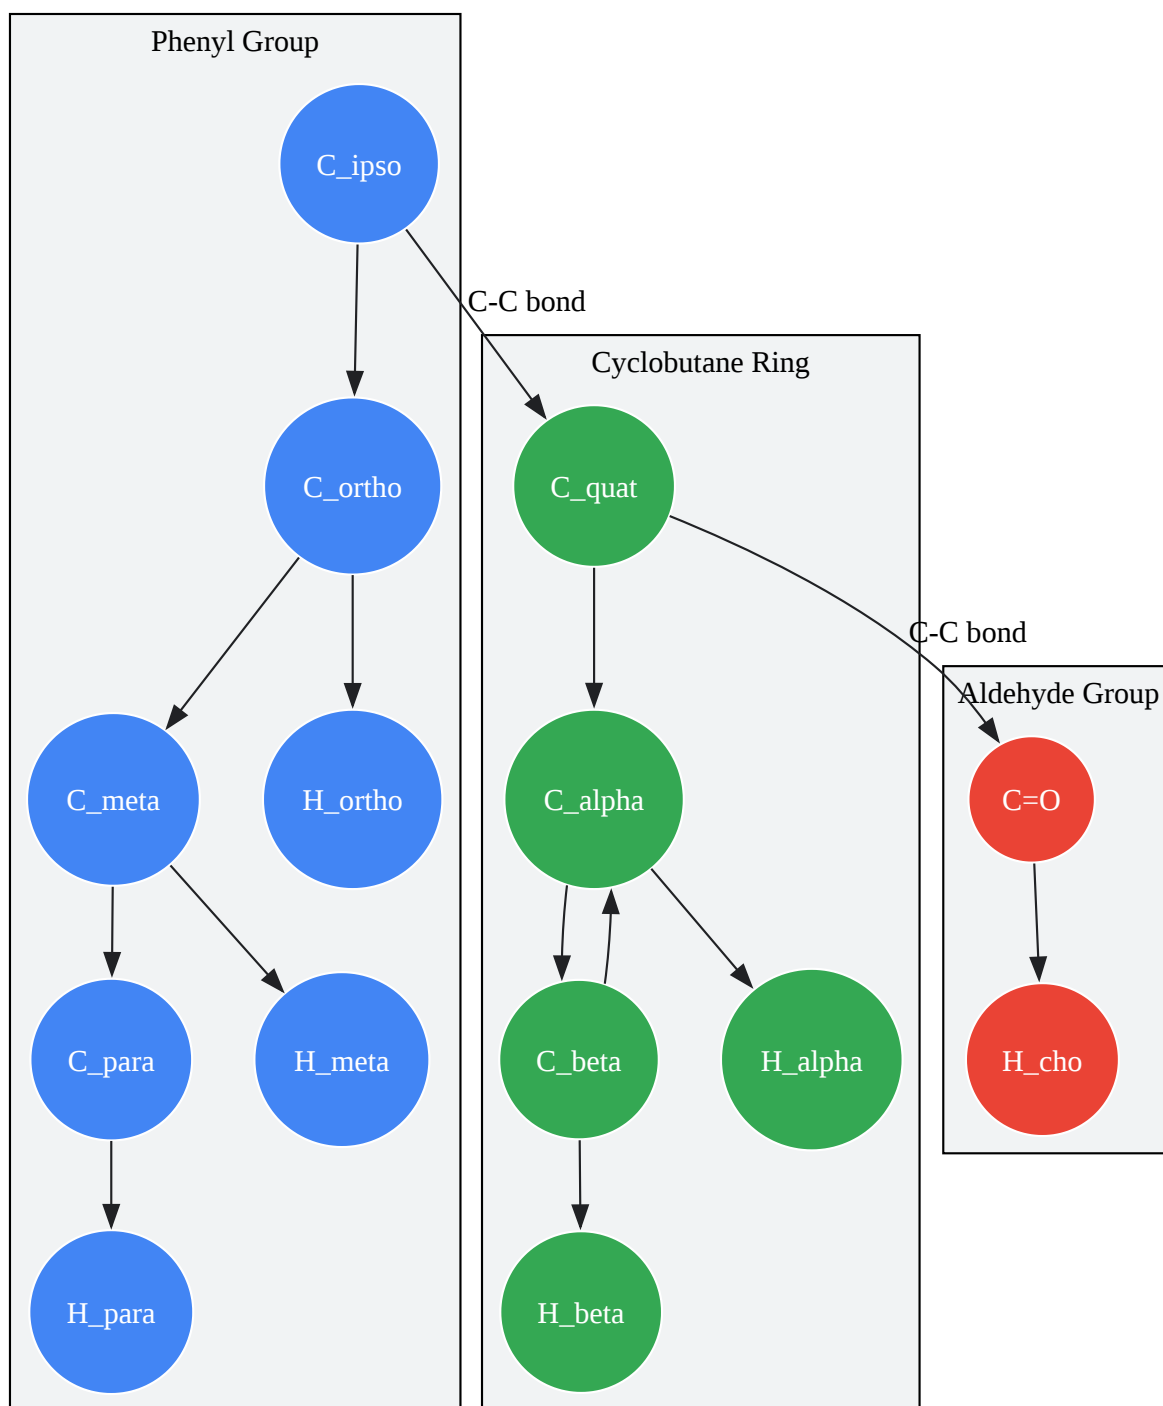 Phenyl Group
C_ipso
C-C bond
Cyclobutane Ring
C_ortho
C_quat
C-C bond
Aldehyde Group
C_meta
H_ortho
C_alpha
C=O
C_para
H_meta
C_beta
H_alpha
H_cho
H_para
H_beta